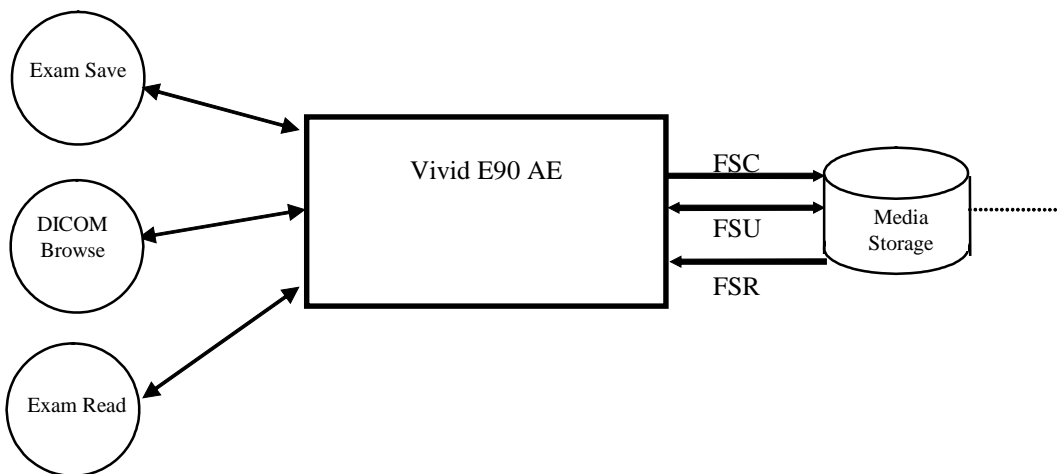 Exam Save
DICOM
Browse
Exam Read
Vivid E90 AE
FSC
FSU
FSR
Media
Storage